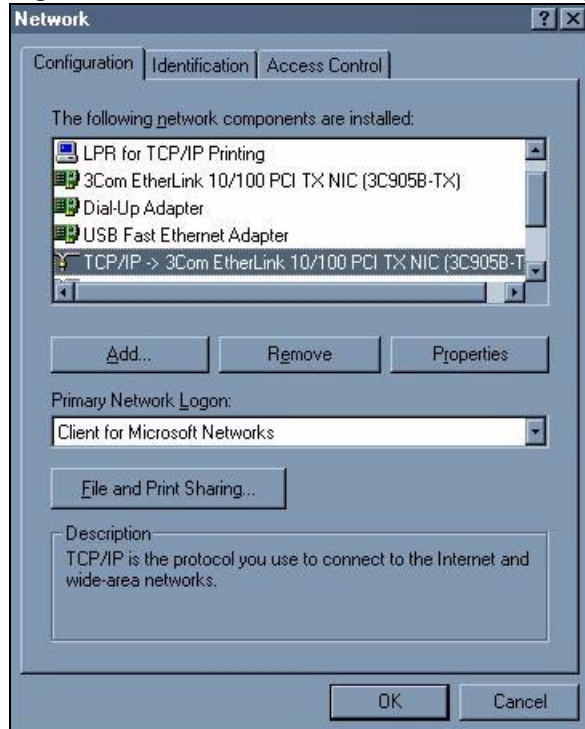 Network
Configuration Identification Access Control
The following network components are installed:
LPR for TCP/IP Printing
3Com EtherLink 10/100 PCI TX NIC (3C905B-TX)
Dial-Up Adapter
USB Fast Ethernet Adapter
TCP/IP -> 3Com EtherLink 10/100 PCI TX NIC (3C905B-T
Add... Remove Properties
Primary Network Logon:
Client for Microsoft Networks
File and Print Sharing...
Description
TCP/IP is the protocol you use to connect to the Internet and
wide-area networks.
OK Cancel